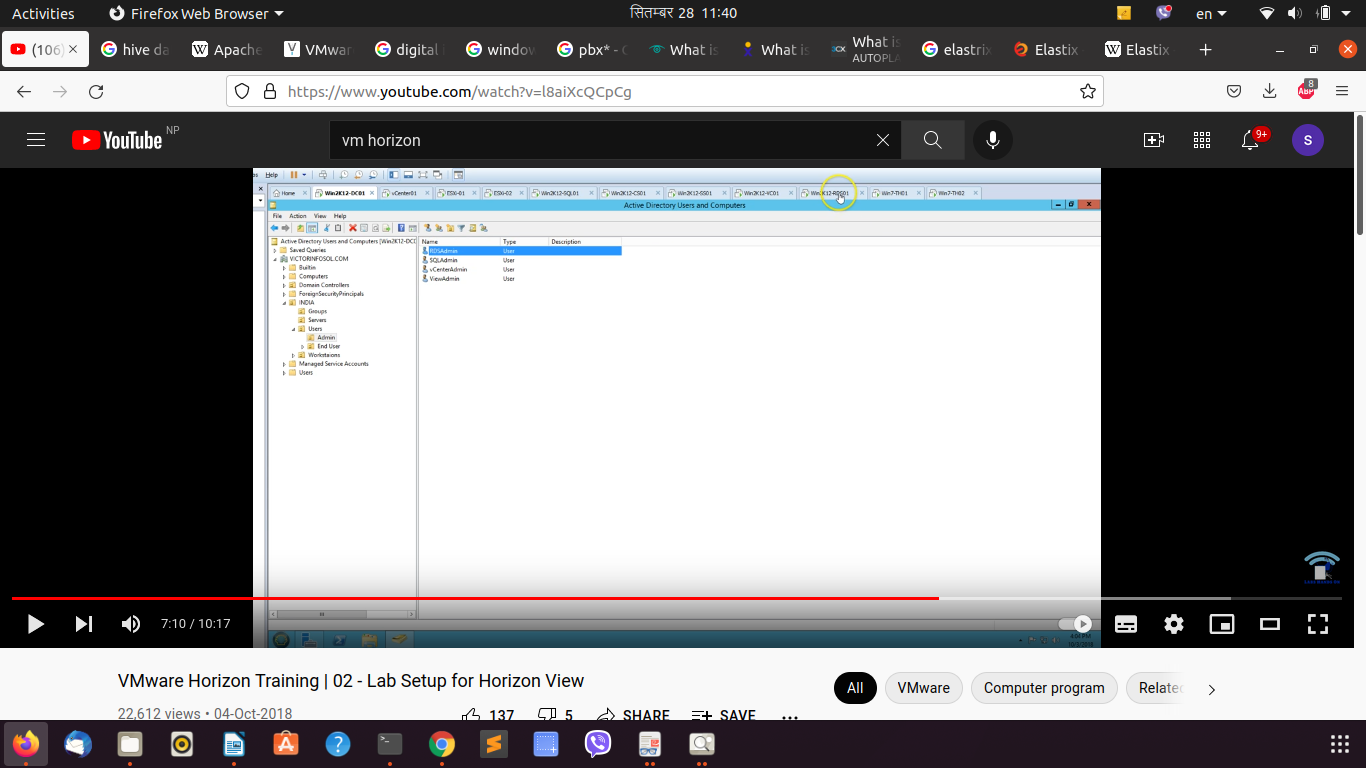 Activities Firefox Web Browser सितम्बर 28 11:40 en
(106) hive da Apache VMwar digital windov pbx* - G What is What is What is elastrix Elastix Elastix
AUTOPLA
https://www.youtube.com/watch?v=l8aiXcQCpCg ABP 8
YouTube NP vm horizon 9+ S
Help
Home Win2K12-DC01 vCenter01 ESXi-01 ESXi-02 Win2K12-SQL01 Win2K12-CS01 Win2K12-SS01 Win2K12-VC01 Win2K12-RDS01 Win7-TH01 Win7-TH02
Active Directory Users and Computers
File Action View Help
Active Directory Users and Computers [Win2K12-DC
Saved Queries
VICTORINFOSOL.COM
Builtin
Computers
Domain Controllers
ForeignSecurityPrincipals
INDIA
Groups
Servers
Users
Admin
End User
Workstaions
Managed Service Accounts
Users
Name Type Description
RDSAdmin User
SQLAdmin User
vCenterAdmin User
ViewAdmin User
7:10 / 10:17
4:04 PM
VMware Horizon Training | 02 - Lab Setup for Horizon View
All VMware Computer program Relate
22,612 views • 04-Oct-2018 137 5 SHARE SAVE